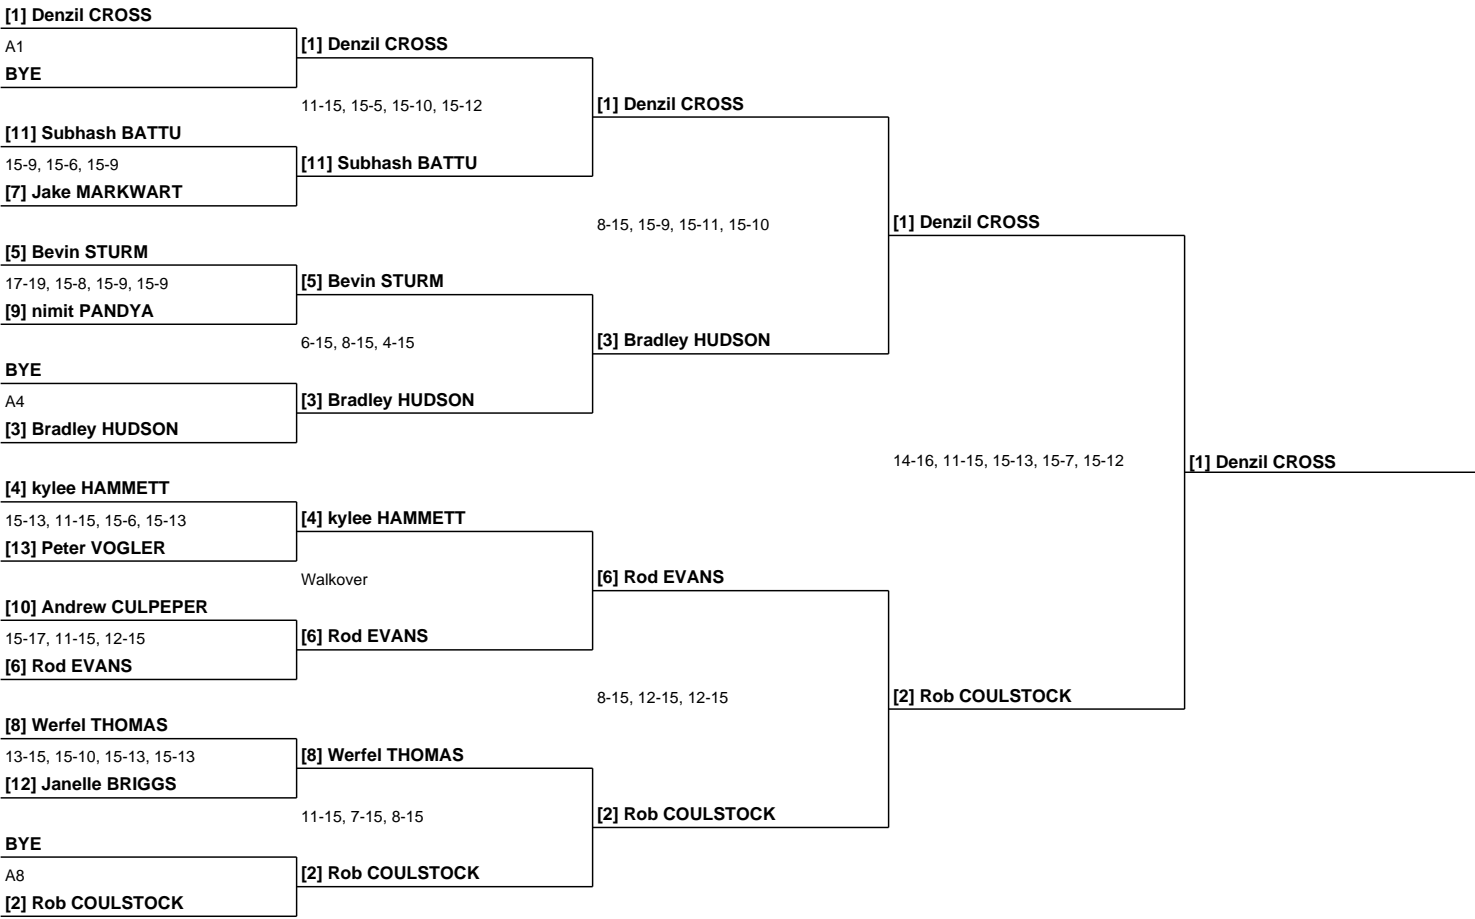 [1] Denzil CROSS
A1
BYE
[11] Subhash BATTU
15-9, 15-6, 15-9
[7] Jake MARKWART
[5] Bevin STURM
17-19, 15-8, 15-9, 15-9
[9] nimit PANDYA
BYE
A4
[3] Bradley HUDSON
[4] kylee HAMMETT
15-13, 11-15, 15-6, 15-13
[13] Peter VOGLER
[10] Andrew CULPEPER
15-17, 11-15, 12-15
[6] Rod EVANS
[8] Werfel THOMAS
13-15, 15-10, 15-13, 15-13
[12] Janelle BRIGGS
BYE
A8
[2] Rob COULSTOCK
[1] Denzil CROSS
11-15, 15-5, 15-10, 15-12
[11] Subhash BATTU
[5] Bevin STURM
6-15, 8-15, 4-15
[3] Bradley HUDSON
[4] kylee HAMMETT
Walkover
[6] Rod EVANS
[8] Werfel THOMAS
11-15, 7-15, 8-15
[2] Rob COULSTOCK
[1] Denzil CROSS
8-15, 15-9, 15-11, 15-10
[3] Bradley HUDSON
[6] Rod EVANS
8-15, 12-15, 12-15
[2] Rob COULSTOCK
[1] Denzil CROSS
14-16, 11-15, 15-13, 15-7, 15-12
[2] Rob COULSTOCK
[1] Denzil CROSS